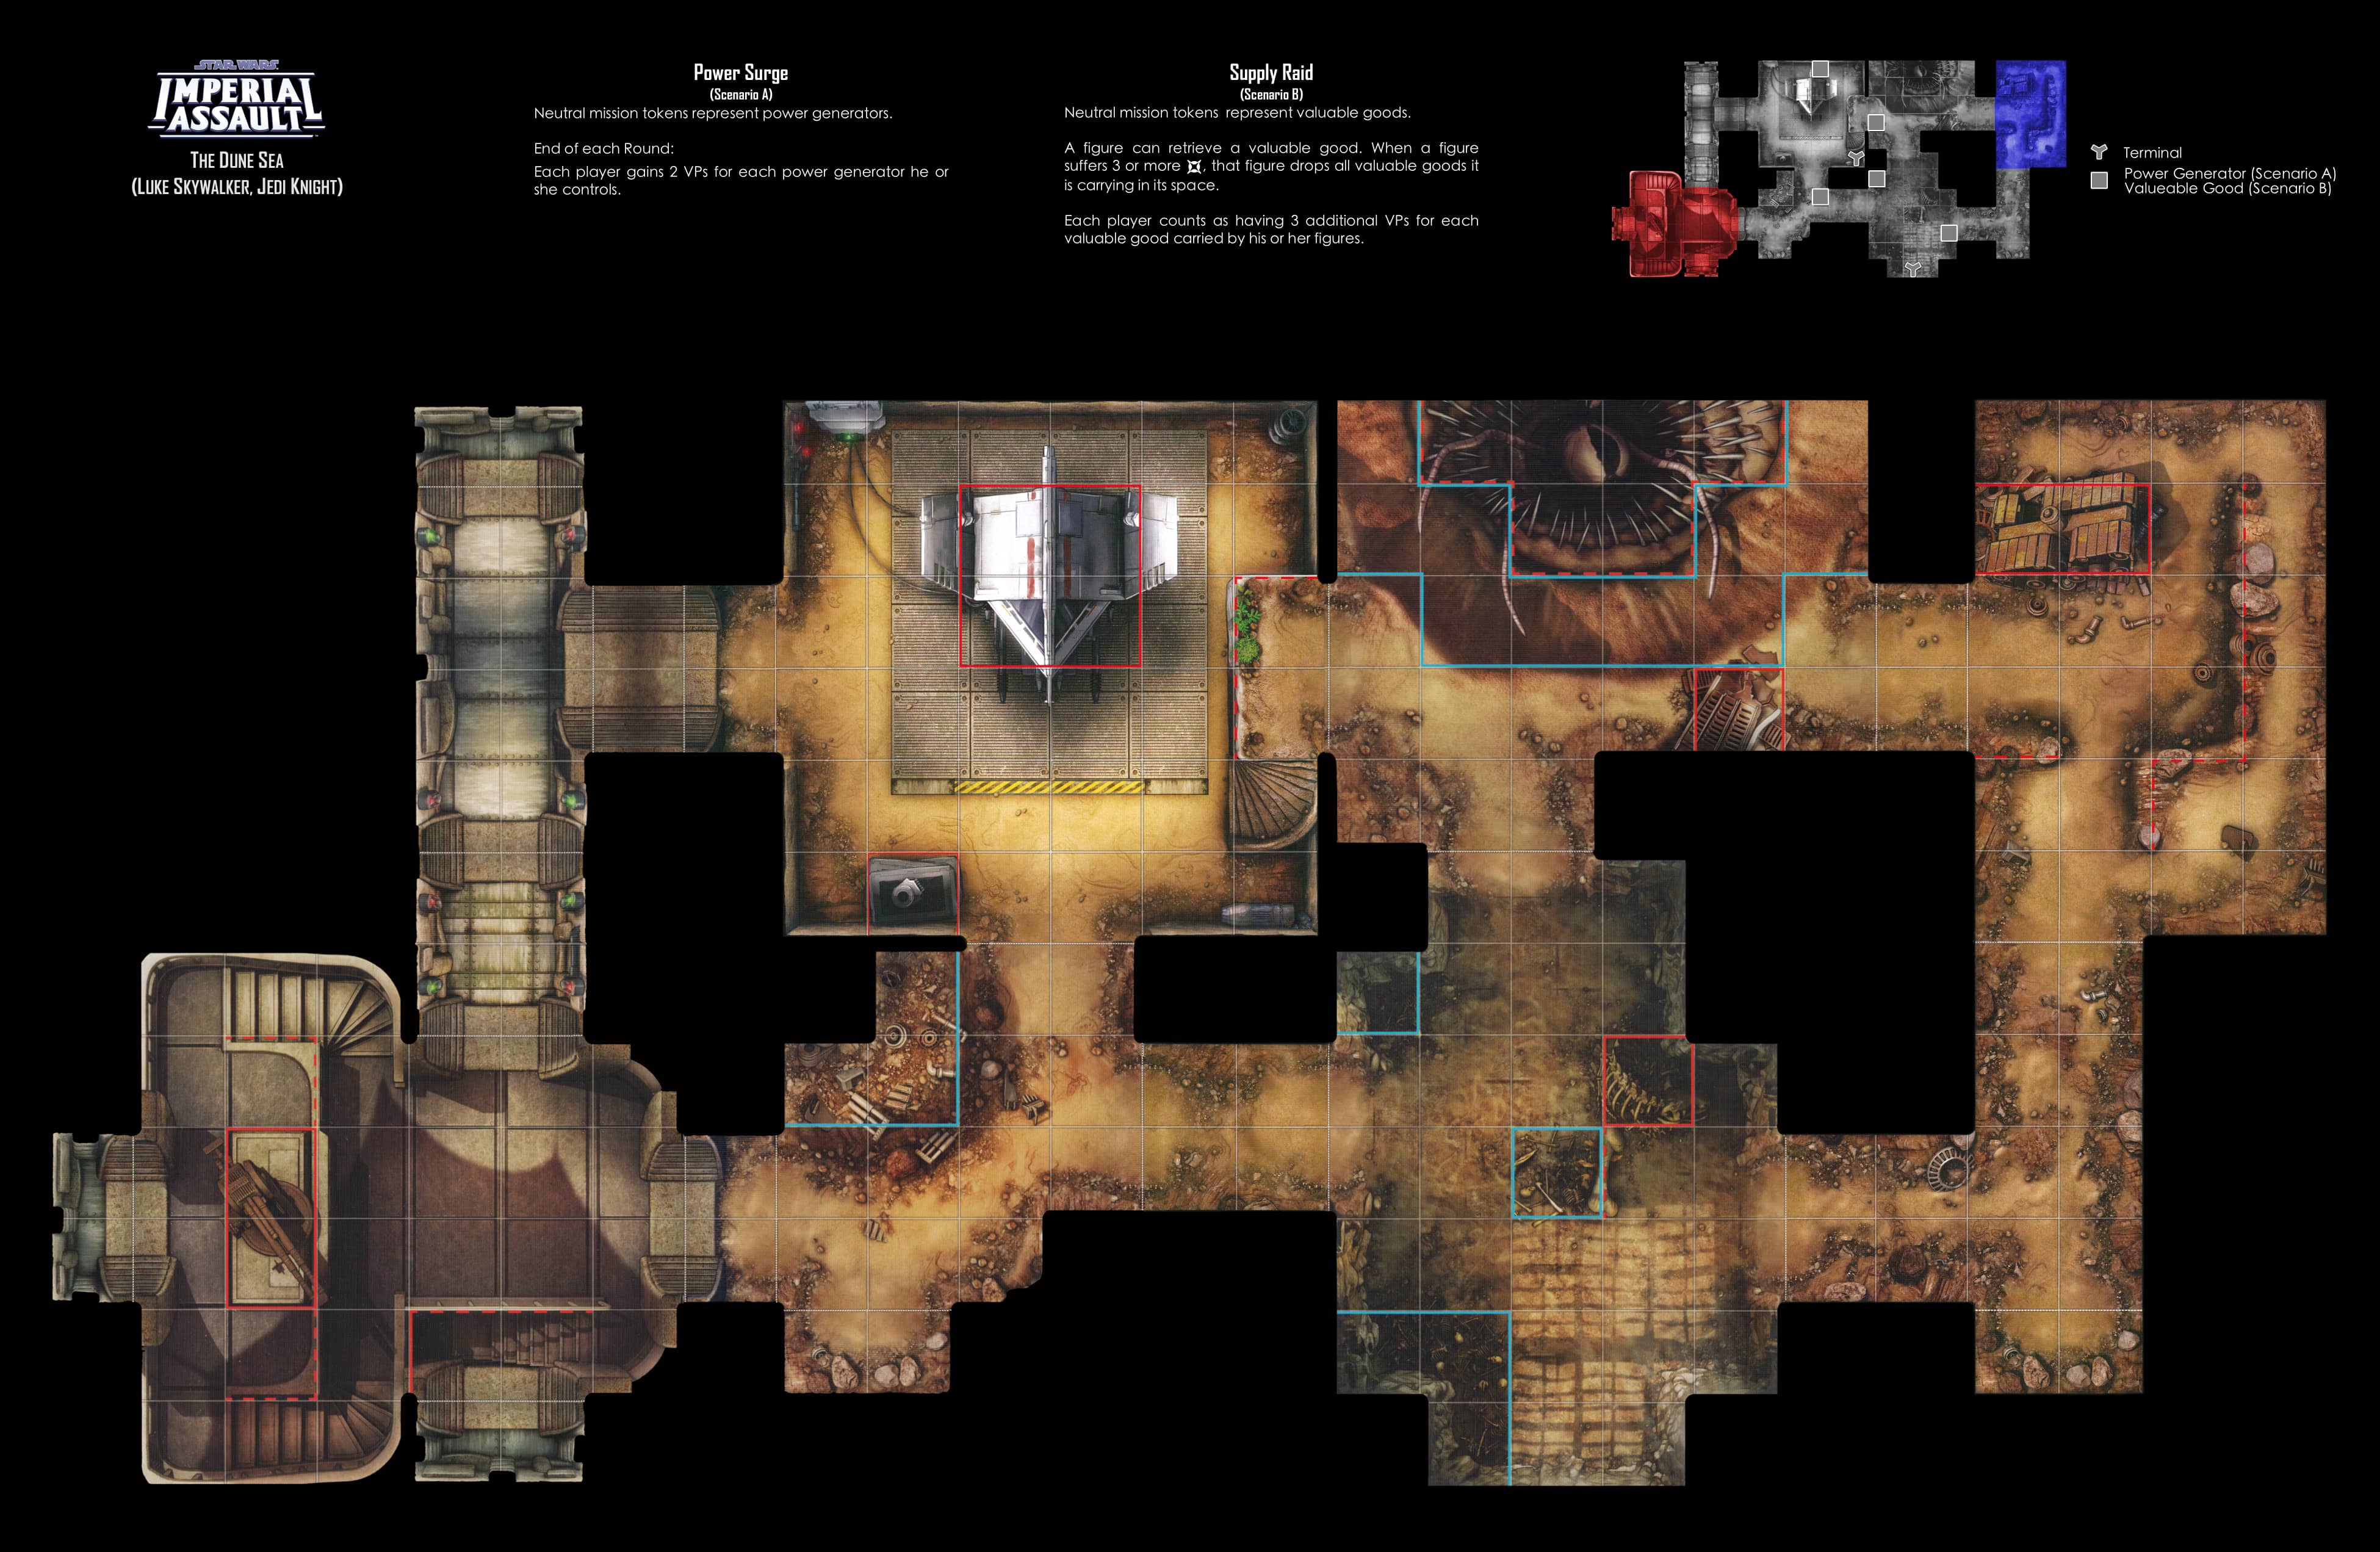 STAR WARS
IMPERIAL
ASSAULT
THE DUNE SEA
(LUKE SKYWALKER, JEDI KNIGHT)
Power Surge
(Scenario A)
Neutral mission tokens represent power generators.
End of each Round:
Each player gains 2 VPs for each power generator he or
she controls.
Supply Raid
(Scenario B)
Neutral mission tokens represent valuable goods.
A figure can retrieve a valuable good. When a figure
suffers 3 or more , that figure drops all valuable goods it
is carrying in its space.
Each player counts as having 3 additional VPs for each
valuable good carried by his or her figures.
Terminal
Power Generator (Scenario A)
Valueable Good (Scenario B)